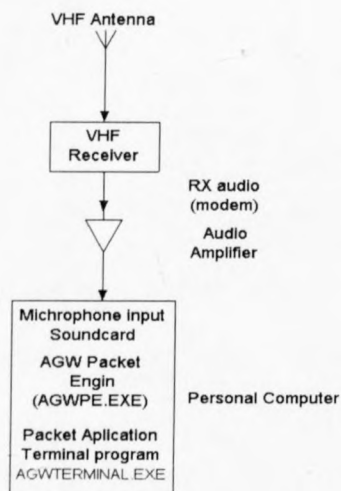 VHF Antenna
VHF
Receiver
RX audio
(modem)
Audio
Amplifier
Michrophone input
Soundcard
AGW Packet
Engin
(AGWPE.EXE)
Personal Computer
Packet Aplication
Terminal program
AGWTERMINAL.EXE